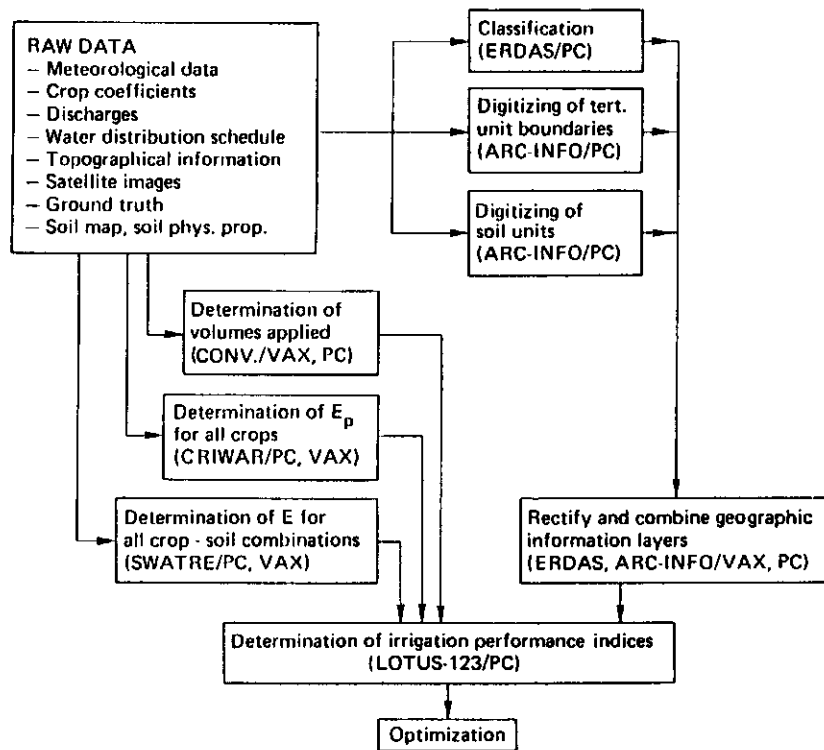 RAW DATA
– Meteorological data
– Crop coefficients
– Discharges
– Water distribution schedule
– Topographical information
– Satellite images
– Ground truth
– Soil map, soil phys. prop.
Classification
(ERDAS/PC)
Digitizing of tert.
unit boundaries
(ARC-INFO/PC)
Digitizing of
soil units
(ARC-INFO/PC)
Determination of
volumes applied
(CONV./VAX, PC)
Determination of Ep
for all crops
(CRIWAR/PC, VAX)
Determination of E for
all crop - soil combinations
(SWATRE/PC, VAX)
Rectify and combine geographic
information layers
(ERDAS, ARC-INFO/VAX, PC)
Determination of irrigation performance indices
(LOTUS-123/PC)
Optimization